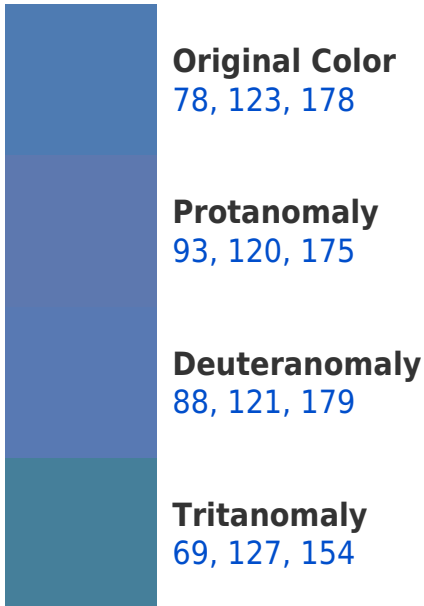 Original Color
78, 123, 178
Protanomaly
93, 120, 175
Deuteranomaly
88, 121, 179
Tritanomaly
69, 127, 154